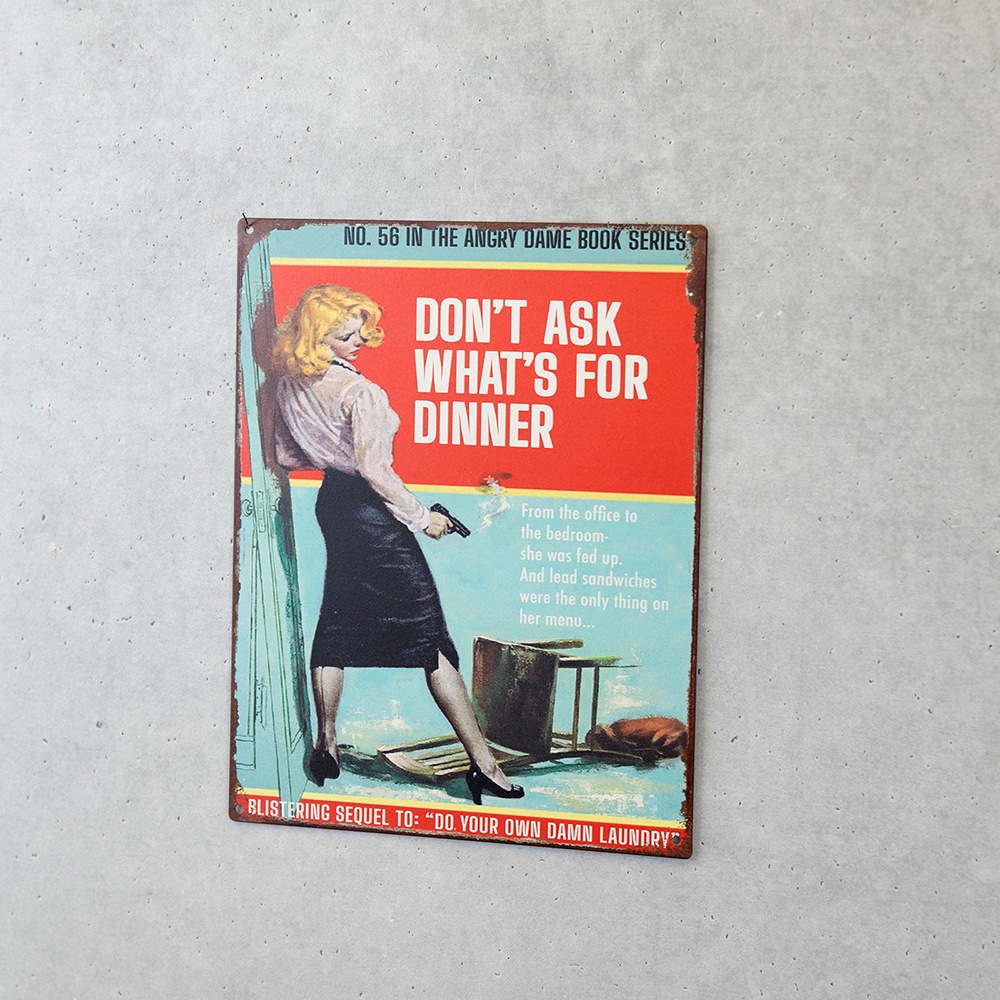 NO. 56 IN THE ANGRY DAME BOOK SERIES
DON'T ASK
WHAT'S FOR
DINNER
From the office to
the bedroom-
she was fed up.
And lead sandwiches
were the only thing on
her menu...
BLISTERING SEQUEL TO: “DO YOUR OWN DAMN LAUNDRY”